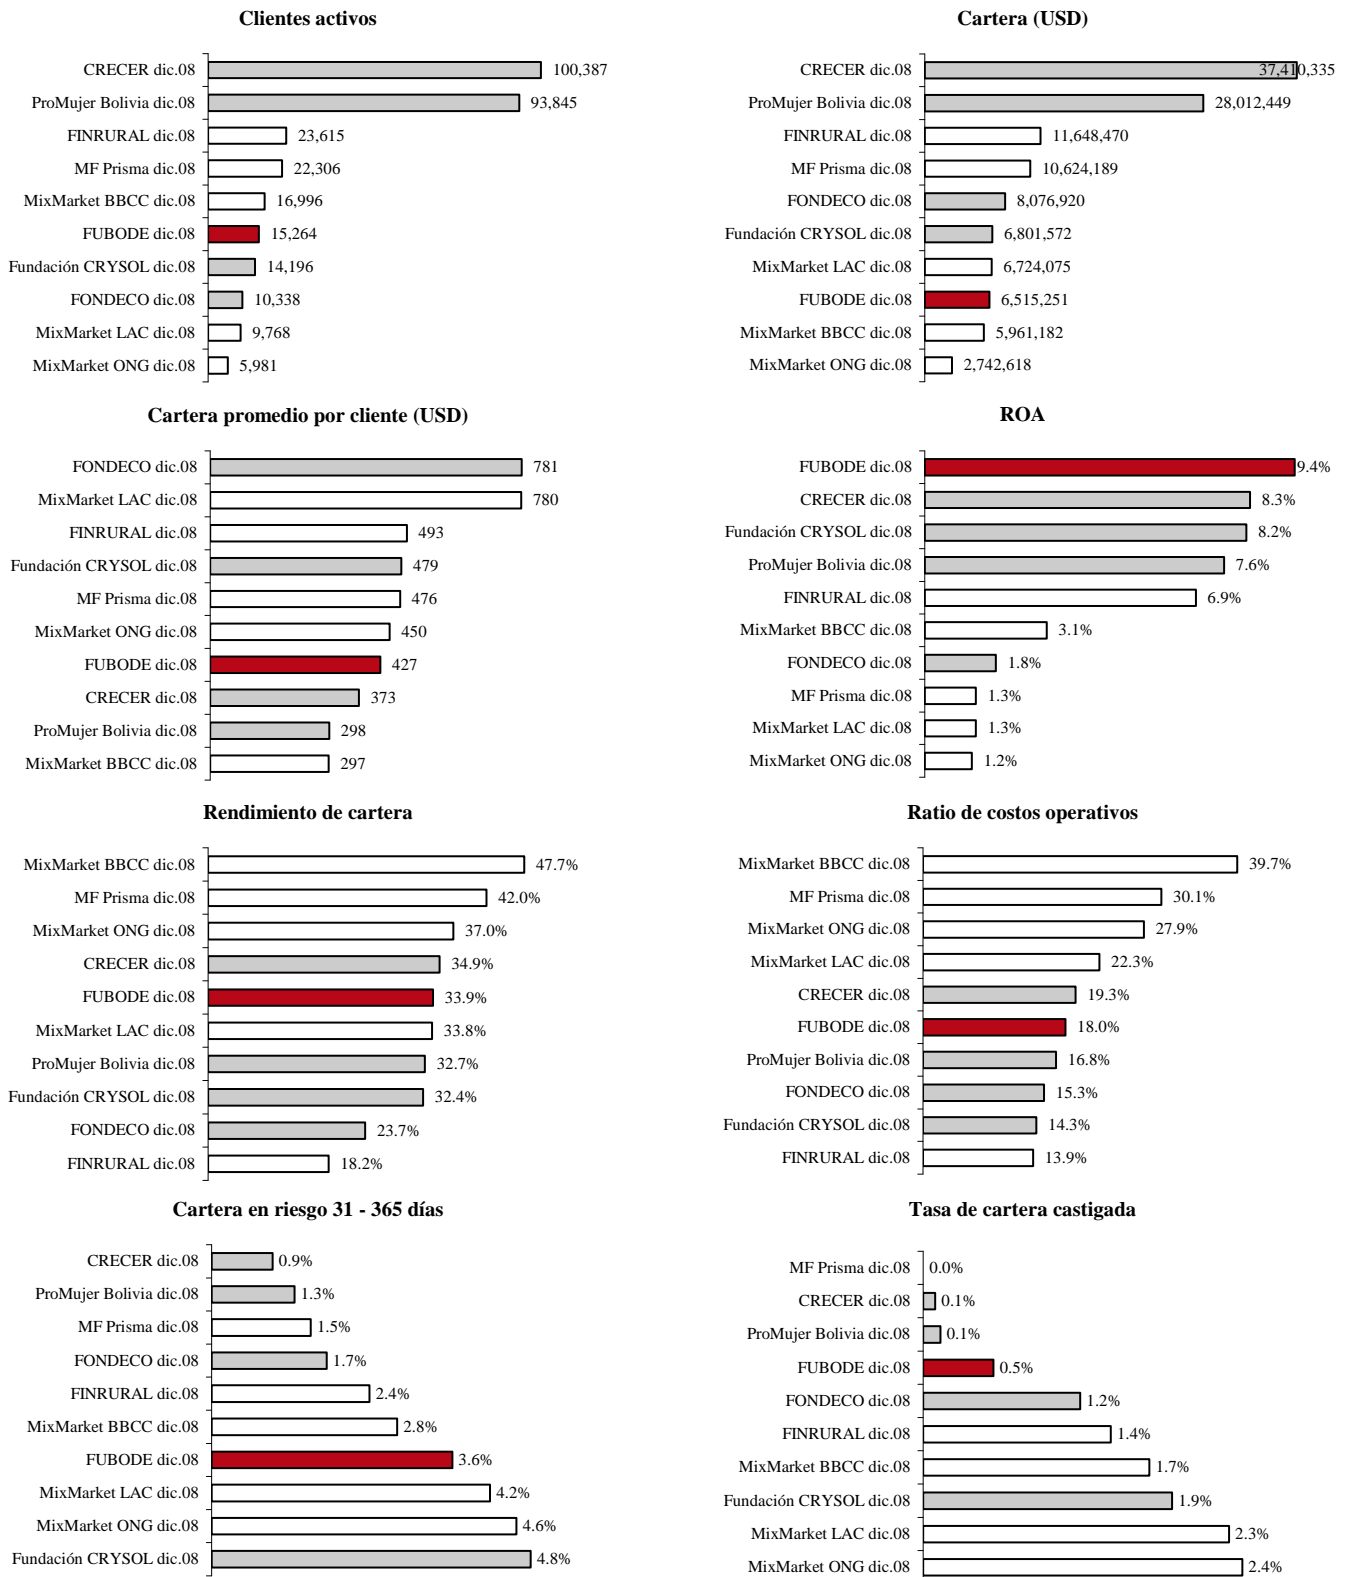 Clientes activos
CRECER dic.08 100,387
ProMujer Bolivia dic.08 93,845
FINRURAL dic.08 23,615
MF Prisma dic.08 22,306
MixMarket BBCC dic.08 16,996
FUBODE dic.08 15,264
Fundación CRYSOL dic.08 14,196
FONDECO dic.08 10,338
MixMarket LAC dic.08 9,768
MixMarket ONG dic.08 5,981
Cartera (USD)
CRECER dic.08 37,410,335
ProMujer Bolivia dic.08 28,012,449
FINRURAL dic.08 11,648,470
MF Prisma dic.08 10,624,189
FONDECO dic.08 8,076,920
Fundación CRYSOL dic.08 6,801,572
MixMarket LAC dic.08 6,724,075
FUBODE dic.08 6,515,251
MixMarket BBCC dic.08 5,961,182
MixMarket ONG dic.08 2,742,618
Cartera promedio por cliente (USD)
FONDECO dic.08 781
MixMarket LAC dic.08 780
FINRURAL dic.08 493
Fundación CRYSOL dic.08 479
MF Prisma dic.08 476
MixMarket ONG dic.08 450
FUBODE dic.08 427
CRECER dic.08 373
ProMujer Bolivia dic.08 298
MixMarket BBCC dic.08 297
ROA
FUBODE dic.08 9.4%
CRECER dic.08 8.3%
Fundación CRYSOL dic.08 8.2%
ProMujer Bolivia dic.08 7.6%
FINRURAL dic.08 6.9%
MixMarket BBCC dic.08 3.1%
FONDECO dic.08 1.8%
MF Prisma dic.08 1.3%
MixMarket LAC dic.08 1.3%
MixMarket ONG dic.08 1.2%
Rendimiento de cartera
MixMarket BBCC dic.08 47.7%
MF Prisma dic.08 42.0%
MixMarket ONG dic.08 37.0%
CRECER dic.08 34.9%
FUBODE dic.08 33.9%
MixMarket LAC dic.08 33.8%
ProMujer Bolivia dic.08 32.7%
Fundación CRYSOL dic.08 32.4%
FONDECO dic.08 23.7%
FINRURAL dic.08 18.2%
Ratio de costos operativos
MixMarket BBCC dic.08 39.7%
MF Prisma dic.08 30.1%
MixMarket ONG dic.08 27.9%
MixMarket LAC dic.08 22.3%
CRECER dic.08 19.3%
FUBODE dic.08 18.0%
ProMujer Bolivia dic.08 16.8%
FONDECO dic.08 15.3%
Fundación CRYSOL dic.08 14.3%
FINRURAL dic.08 13.9%
Cartera en riesgo 31 - 365 días
CRECER dic.08 0.9%
ProMujer Bolivia dic.08 1.3%
MF Prisma dic.08 1.5%
FONDECO dic.08 1.7%
FINRURAL dic.08 2.4%
MixMarket BBCC dic.08 2.8%
FUBODE dic.08 3.6%
MixMarket LAC dic.08 4.2%
MixMarket ONG dic.08 4.6%
Fundación CRYSOL dic.08 4.8%
Tasa de cartera castigada
MF Prisma dic.08 0.0%
CRECER dic.08 0.1%
ProMujer Bolivia dic.08 0.1%
FUBODE dic.08 0.5%
FONDECO dic.08 1.2%
FINRURAL dic.08 1.4%
MixMarket BBCC dic.08 1.7%
Fundación CRYSOL dic.08 1.9%
MixMarket LAC dic.08 2.3%
MixMarket ONG dic.08 2.4%